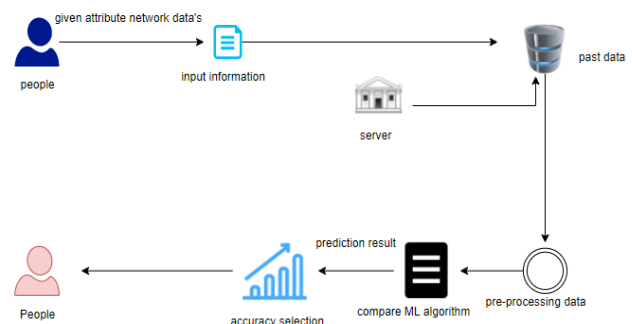 given attribute network data's
people
input information
past data
server
prediction result
People
accuracy selection
compare ML algorithm
pre-processing data